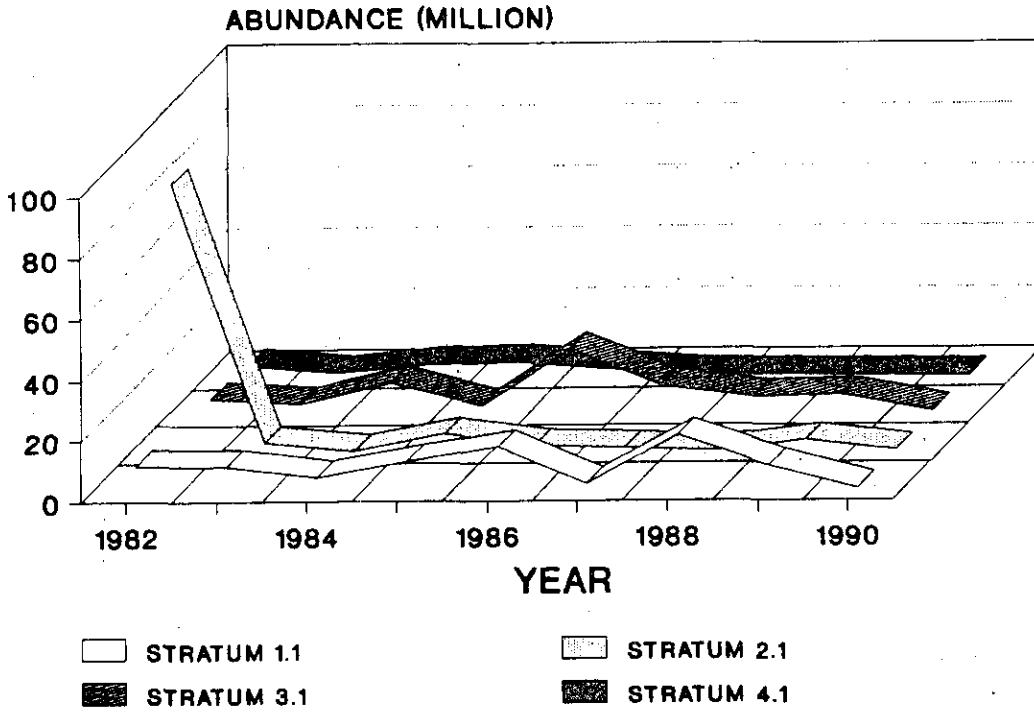 ABUNDANCE (MILLION)
100
80
60
40
20
0
1982 1984 1986 1988 1990
YEAR
STRATUM 1.1 STRATUM 2.1
STRATUM 3.1 STRATUM 4.1